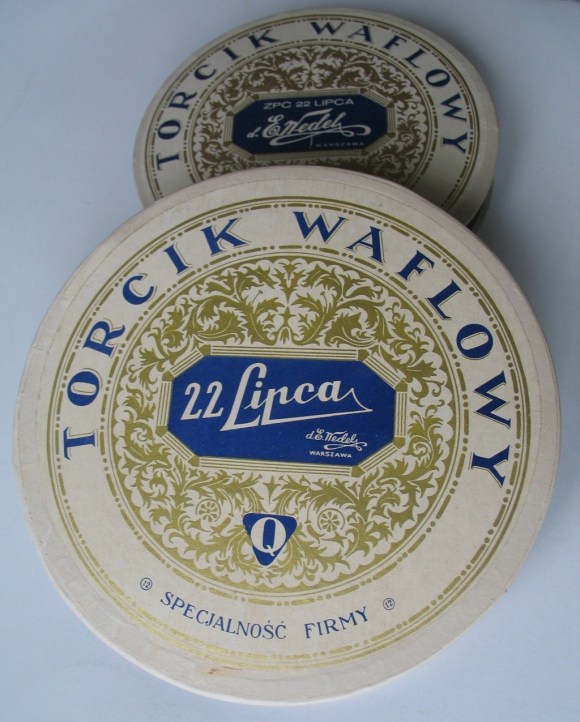 TORCIK WAFLOWY
ZPC 22 LIPCA
d. E. Wedel
WARSZAWA
TORCIK WAFLOWY
22 Lipca
d. E. Wedel
WARSZAWA
Q
SPECJALNOŚĆ FIRMY